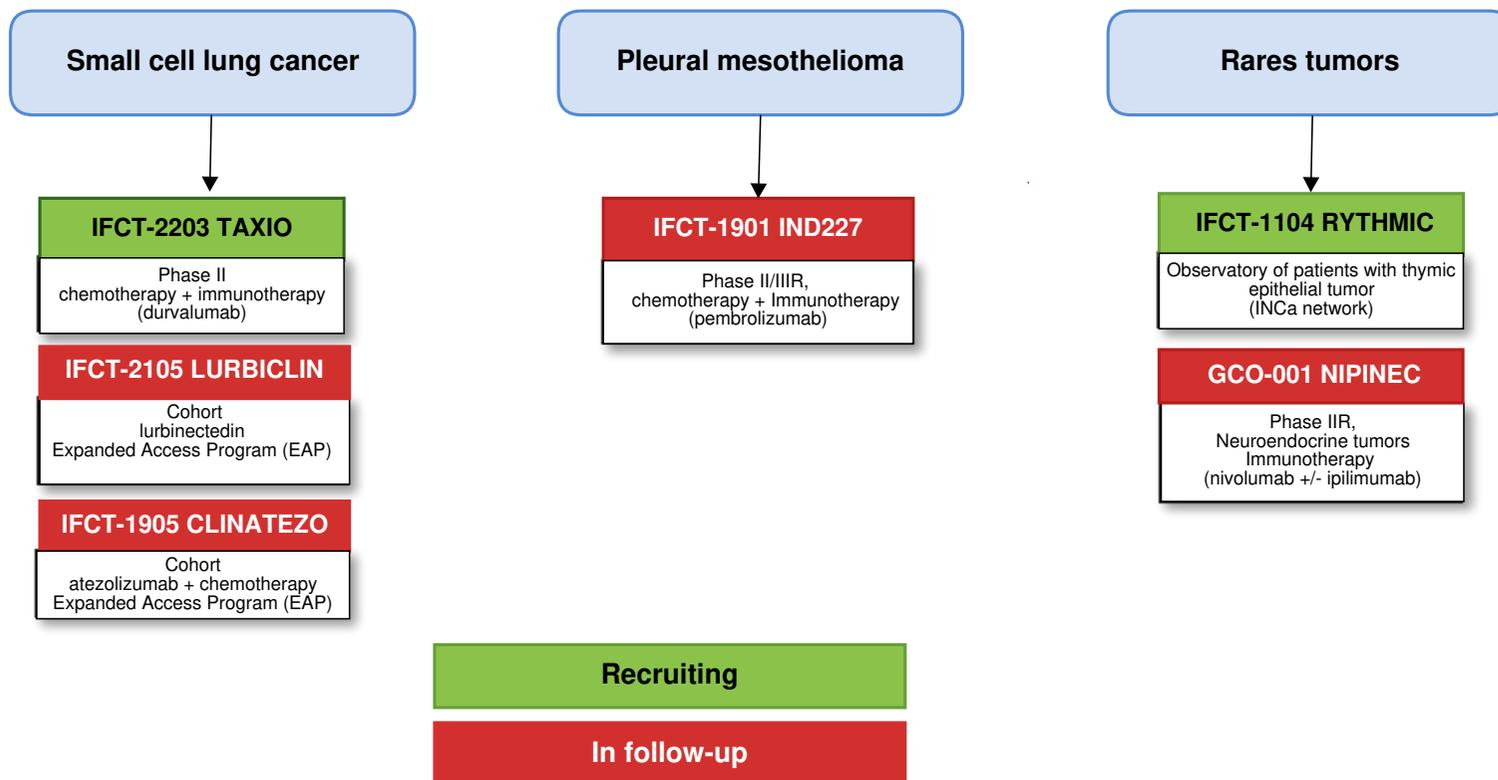 Small cell lung cancer
IFCT-2203 TAXIO
Phase II
chemotherapy + immunotherapy
(durvalumab)
IFCT-2105 LURBICLIN
Cohort
lurbinectedin
Expanded Access Program (EAP)
IFCT-1905 CLINATEZO
Cohort
atezolizumab + chemotherapy
Expanded Access Program (EAP)
Pleural mesothelioma
IFCT-1901 IND227
Phase II/IIIR,
chemotherapy + Immunotherapy
(pembrolizumab)
Rares tumors
IFCT-1104 RYTHMIC
Observatory of patients with thymic
epithelial tumor
(INCa network)
GCO-001 NIPINEC
Phase IIR,
Neuroendocrine tumors
Immunotherapy
(nivolumab +/- ipilimumab)
Recruiting
In follow-up